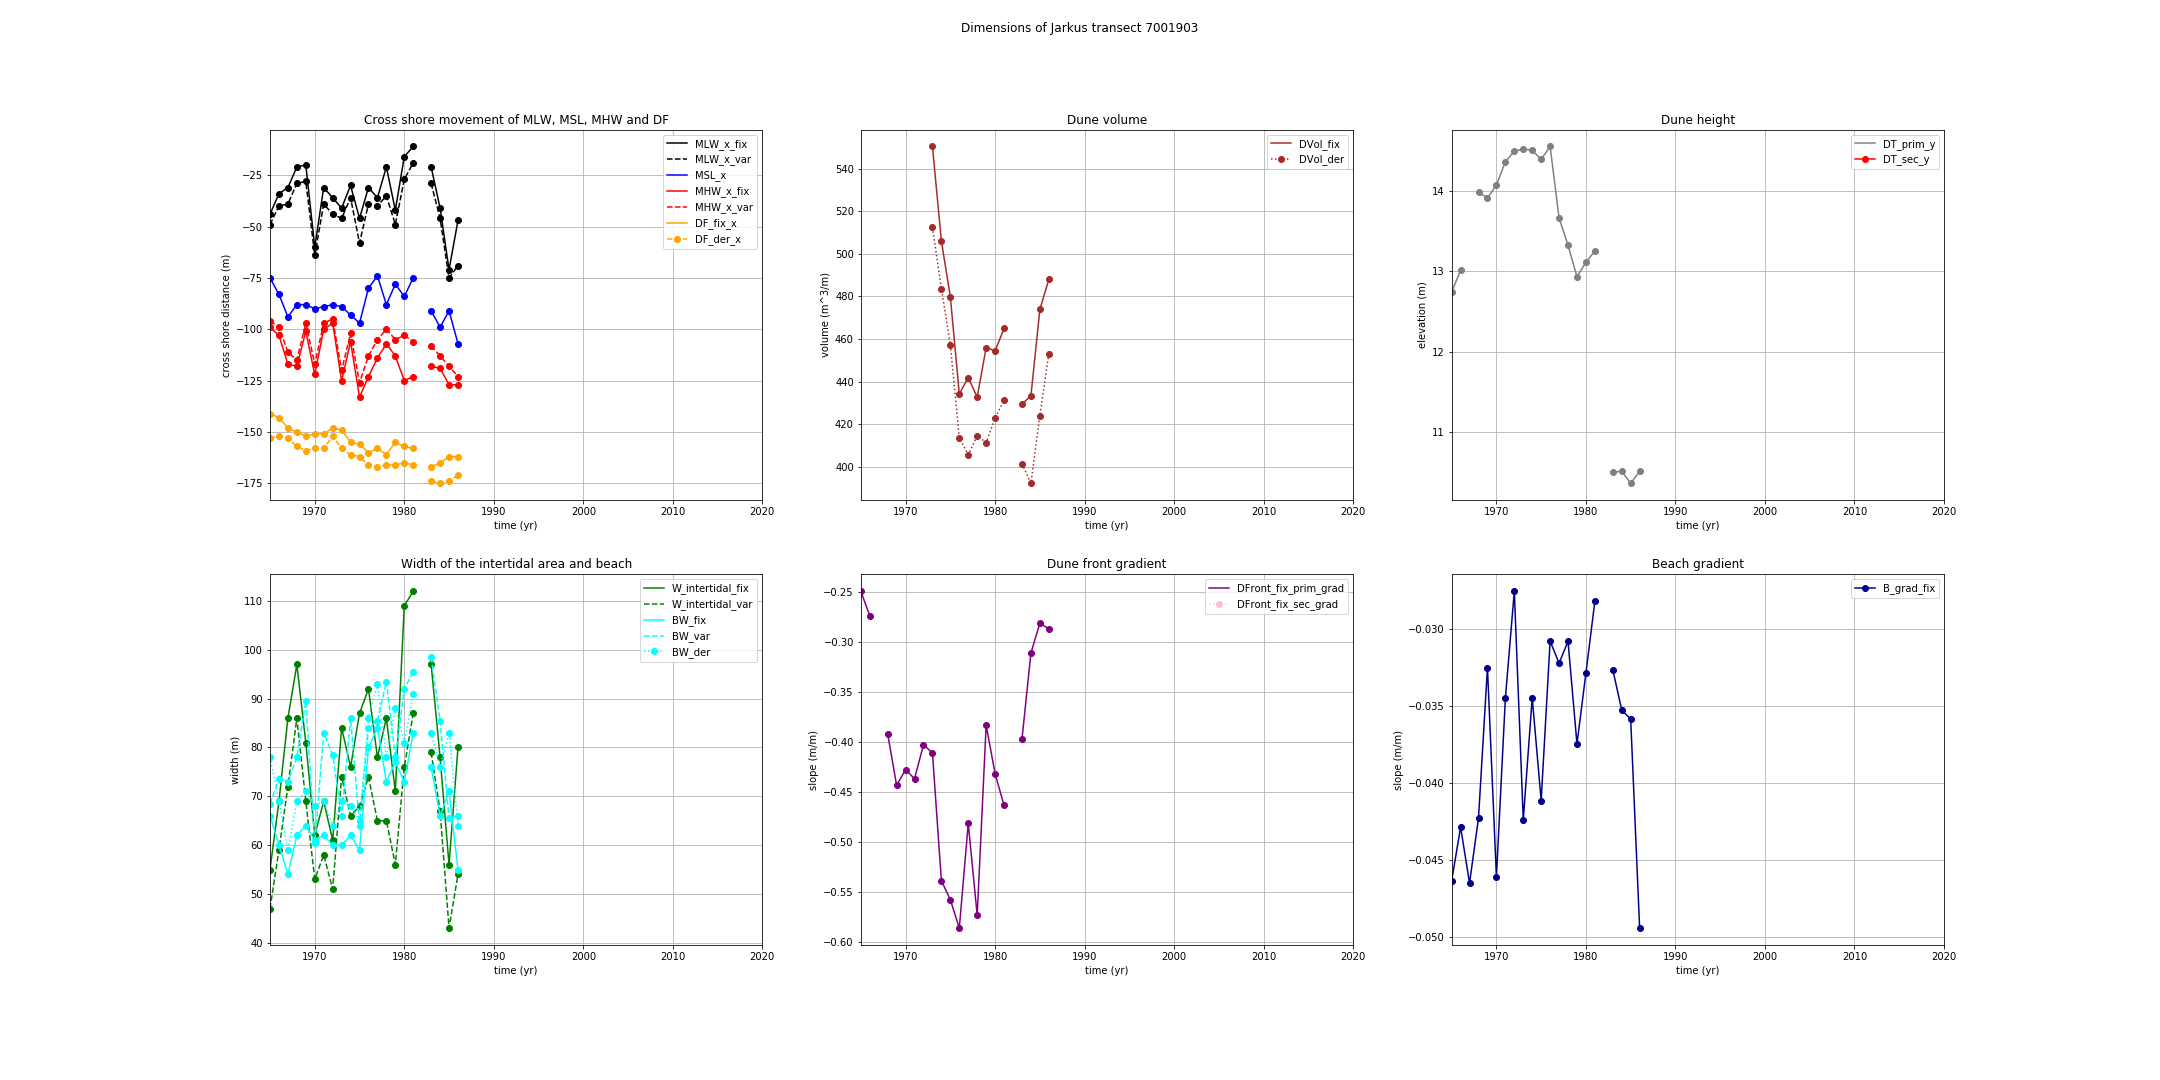 Dimensions of Jarkus transect 7001903
Cross shore movement of MLW, MSL, MHW and DF
cross shore distance (m)
−25
−50
−75
−100
−125
−150
−175
MLW_x_fix
MLW_x_var
MSL_x
MHW_x_fix
MHW_x_var
DF_fix_x
DF_der_x
1970 1980 1990 2000 2010 2020
time (yr)
Dune volume
volume (m^3/m)
540
520
500
480
460
440
420
400
DVol_fix
DVol_der
1970 1980 1990 2000 2010 2020
time (yr)
Dune height
elevation (m)
14
13
12
11
DT_prim_y
DT_sec_y
1970 1980 1990 2000 2010 2020
time (yr)
Width of the intertidal area and beach
width (m)
110
100
90
80
70
60
50
40
W_intertidal_fix
W_intertidal_var
BW_fix
BW_var
BW_der
1970 1980 1990 2000 2010 2020
time (yr)
Dune front gradient
slope (m/m)
−0.25
−0.30
−0.35
−0.40
−0.45
−0.50
−0.55
−0.60
DFront_fix_prim_grad
DFront_fix_sec_grad
1970 1980 1990 2000 2010 2020
time (yr)
Beach gradient
slope (m/m)
−0.030
−0.035
−0.040
−0.045
−0.050
B_grad_fix
1970 1980 1990 2000 2010 2020
time (yr)